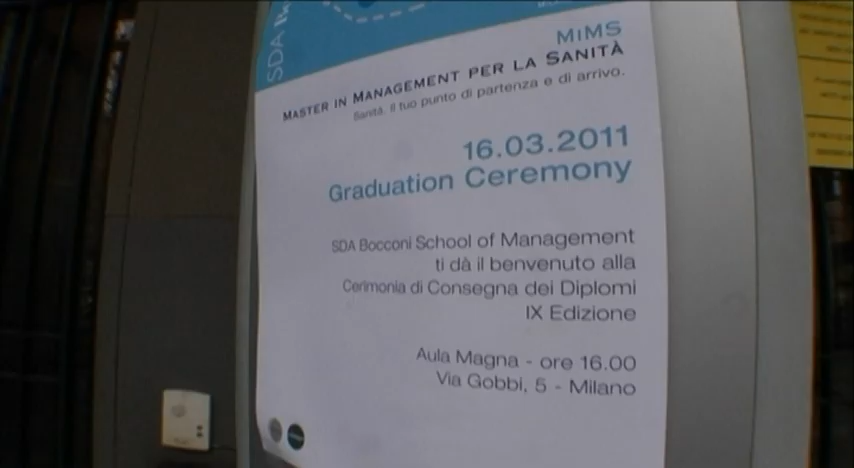 SDA
MIMS
MASTER IN MANAGEMENT PER LA SANITÀ
Sanità. Il tuo punto di partenza e di arrivo.
16.03.2011
Graduation Ceremony
SDA Bocconi School of Management
ti dà il benvenuto alla
Cerimonia di Consegna dei Diplomi
IX Edizione
Aula Magna - ore 16.00
Via Gobbi, 5 - Milano